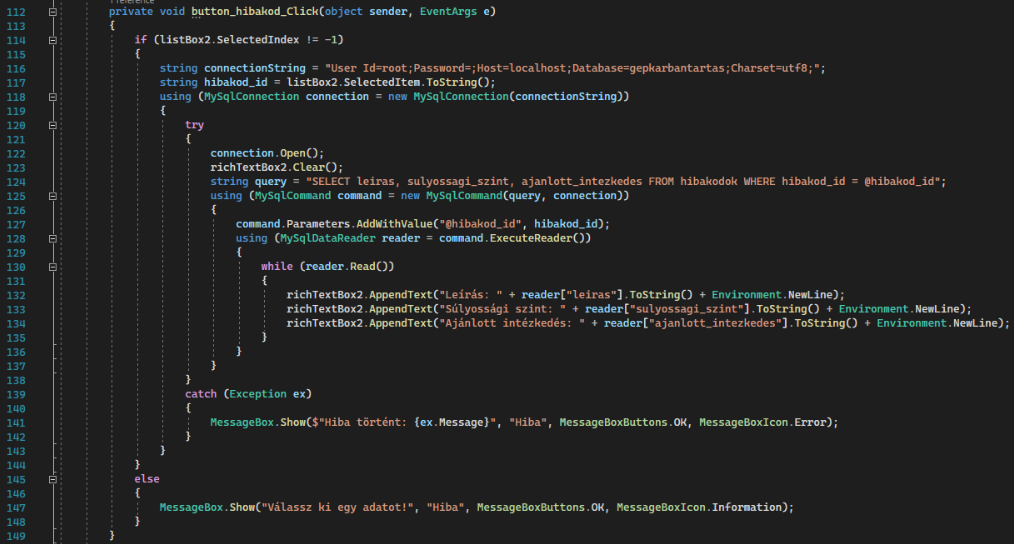 1 reference
112 private void button_hibakod_Click(object sender, EventArgs e)
113 {
114 if (listBox2.SelectedIndex != -1)
115 {
116 string connectionString = "User Id=root;Password=;Host=localhost;Database=gepkarbantartas;Charset=utf8;";
117 string hibakod_id = listBox2.SelectedItem.ToString();
118 using (MySqlConnection connection = new MySqlConnection(connectionString))
119 {
120 try
121 {
122 connection.Open();
123 richTextBox2.Clear();
124 string query = "SELECT leiras, sulyossagi_szint, ajanlott_intezkedes FROM hibakodok WHERE hibakod_id = @hibakod_id";
125 using (MySqlCommand command = new MySqlCommand(query, connection))
126 {
127 command.Parameters.AddWithValue("@hibakod_id", hibakod_id);
128 using (MySqlDataReader reader = command.ExecuteReader())
129 {
130 while (reader.Read())
131 {
132 richTextBox2.AppendText("Leírás: " + reader["leiras"].ToString() + Environment.NewLine);
133 richTextBox2.AppendText("Súlyossági szint: " + reader["sulyossagi_szint"].ToString() + Environment.NewLine);
134 richTextBox2.AppendText("Ajánlott intézkedés: " + reader["ajanlott_intezkedes"].ToString() + Environment.NewLine);
135 }
136 }
137 }
138 }
139 catch (Exception ex)
140 {
141 MessageBox.Show($"Hiba történt: {ex.Message}", "Hiba", MessageBoxButtons.OK, MessageBoxIcon.Error);
142 }
143 }
144 }
145 else
146 {
147 MessageBox.Show("Válassz ki egy adatot!", "Hiba", MessageBoxButtons.OK, MessageBoxIcon.Information);
148 }
149 }